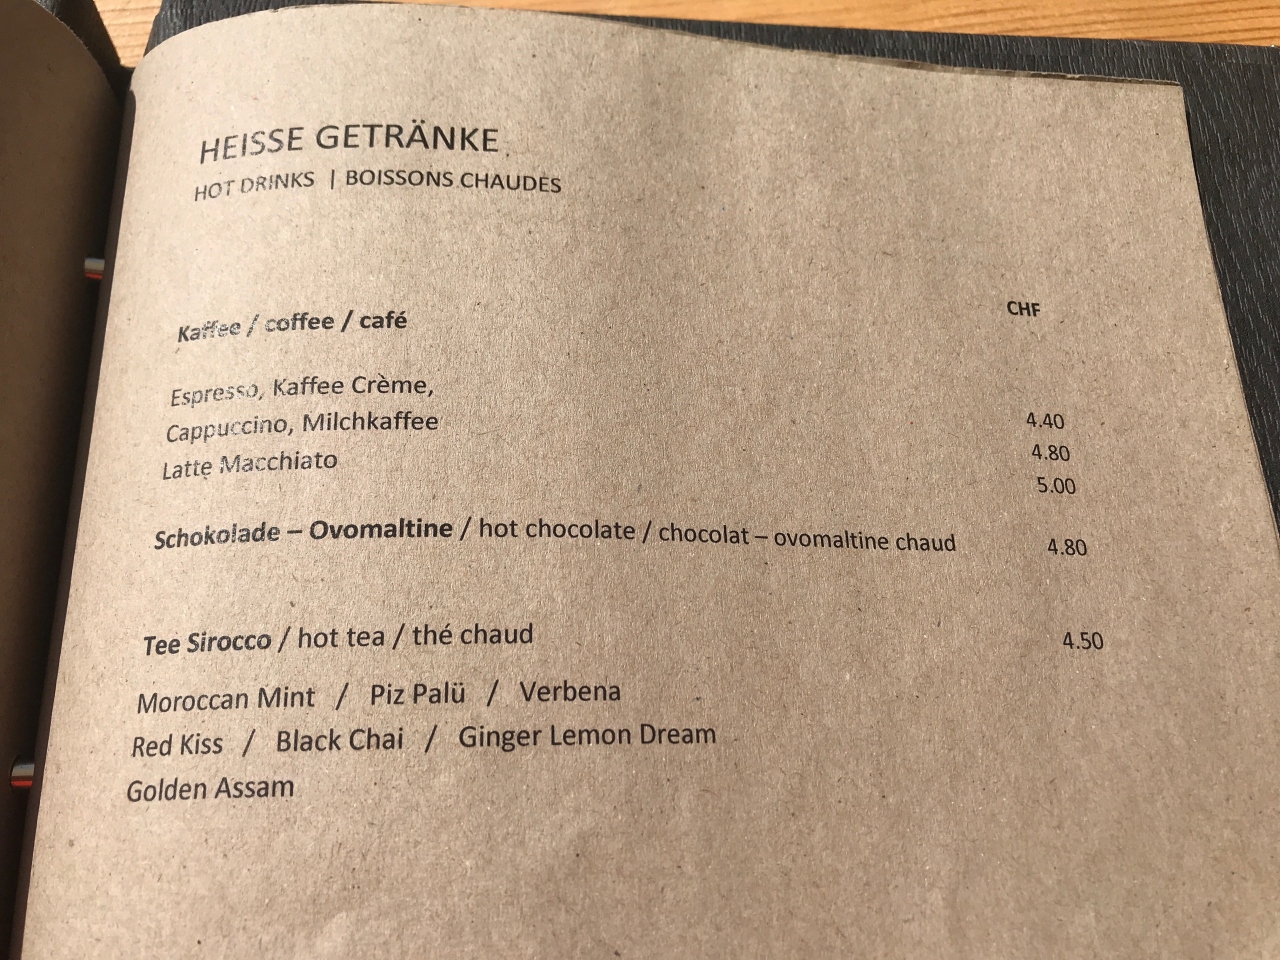 HEISSE GETRÄNKE
HOT DRINKS | BOISSONS CHAUDES
Kaffee / coffee / café CHF
Espresso, Kaffee Crème, 4.40
Cappuccino, Milchkaffee 4.80
Latte Macchiato 5.00
Schokolade – Ovomaltine / hot chocolate / chocolat – ovomaltine chaud 4.80
Tee Sirocco / hot tea / thé chaud 4.50
Moroccan Mint / Piz Palü / Verbena
Red Kiss / Black Chai / Ginger Lemon Dream
Golden Assam